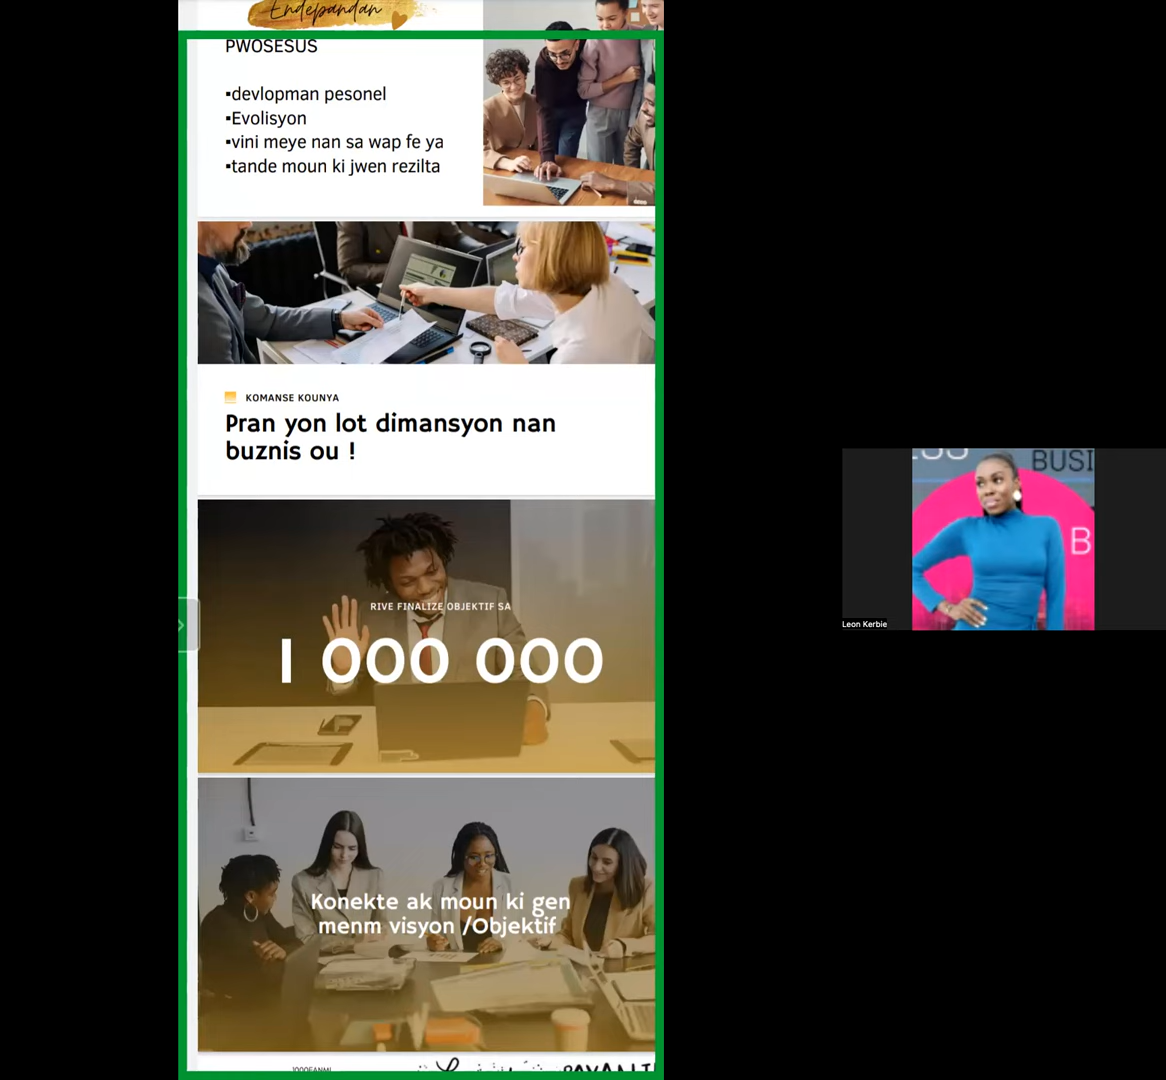 Endepandan
PWOSESUS
▪devlopman pesonel
▪Evolisyon
▪vini meye nan sa wap fe ya
▪tande moun ki jwen rezilta
KOMANSE KOUNYA
Pran yon lot dimansyon nan
buznis ou !
RIVE FINALIZE OBJEKTIF SA
1 000 000
Konekte ak moun ki gen
menm visyon /Objektif
BUSI
B
Leon Kerbie